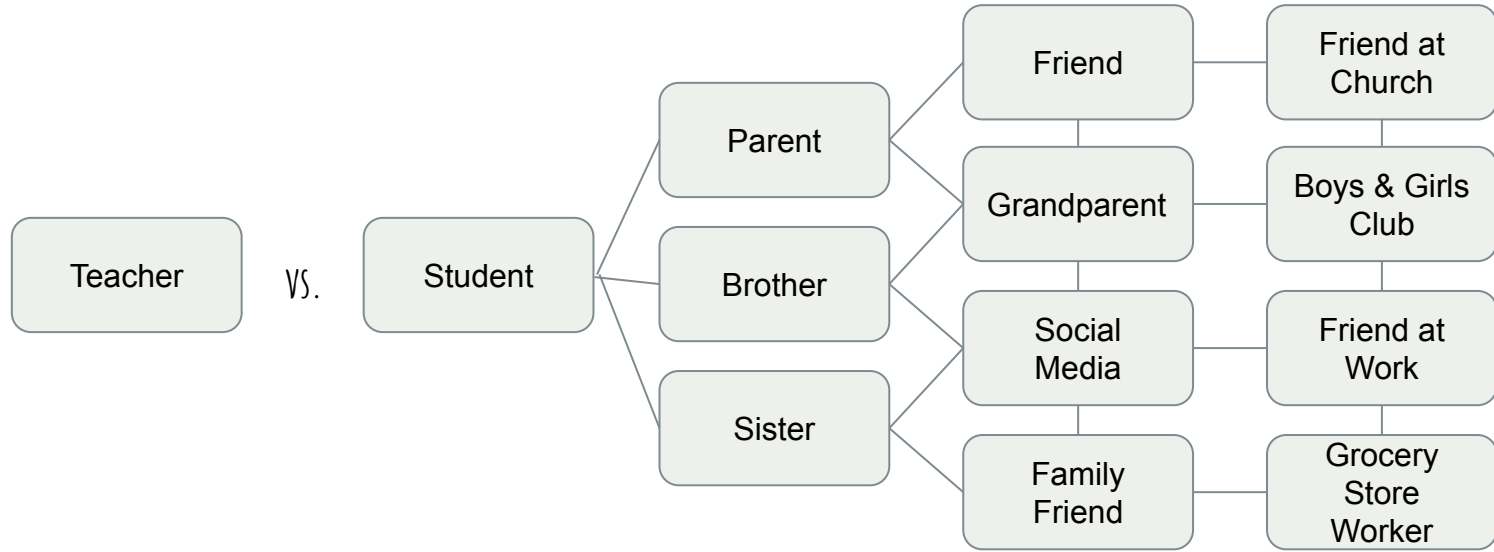 Teacher
VS.
Student
Parent
Brother
Sister
Friend
Grandparent
Social
Media
Family
Friend
Friend at
Church
Boys & Girls
Club
Friend at
Work
Grocery
Store
Worker